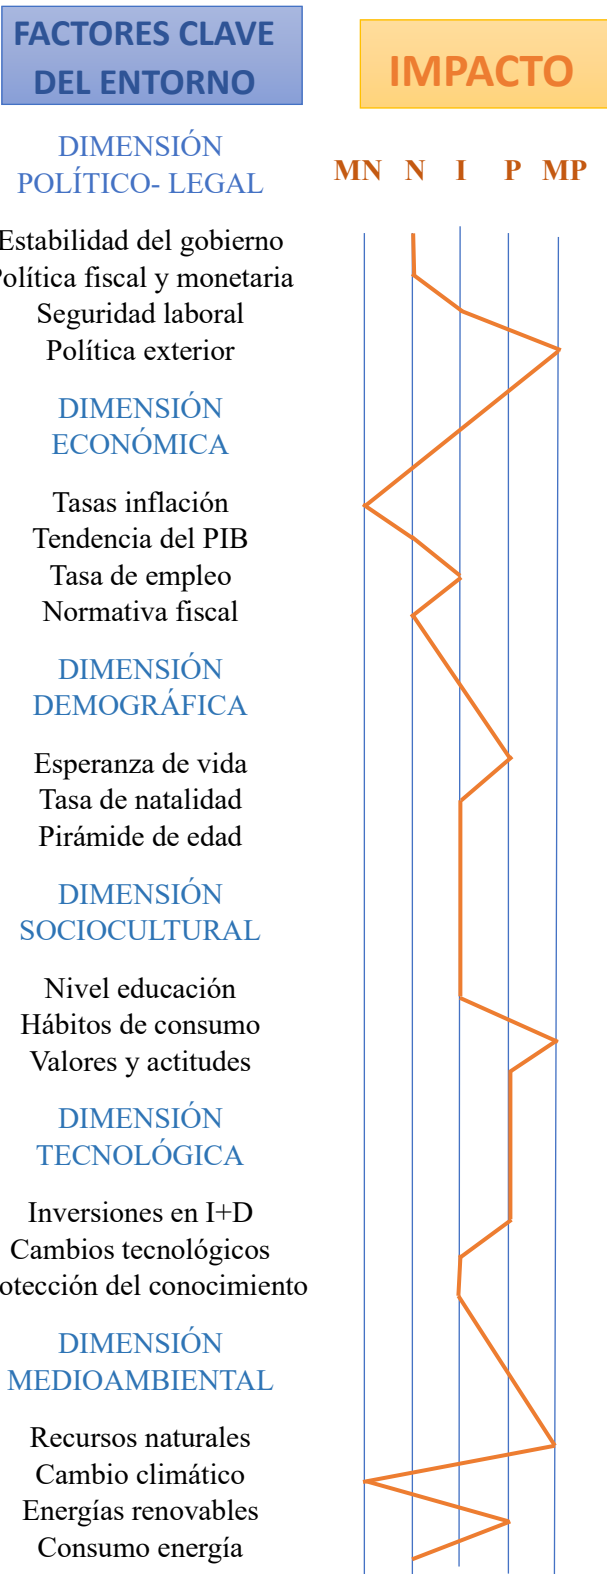 FACTORES CLAVE
DEL ENTORNO
IMPACTO
DIMENSIÓN
POLÍTICO- LEGAL
MN N I P MP
Estabilidad del gobierno
Política fiscal y monetaria
Seguridad laboral
Política exterior
DIMENSIÓN
ECONÓMICA
Tasas inflación
Tendencia del PIB
Tasa de empleo
Normativa fiscal
DIMENSIÓN
DEMOGRÁFICA
Esperanza de vida
Tasa de natalidad
Pirámide de edad
DIMENSIÓN
SOCIOCULTURAL
Nivel educación
Hábitos de consumo
Valores y actitudes
DIMENSIÓN
TECNOLÓGICA
Inversiones en I+D
Cambios tecnológicos
otección del conocimiento
DIMENSIÓN
MEDIOAMBIENTAL
Recursos naturales
Cambio climático
Energías renovables
Consumo energía